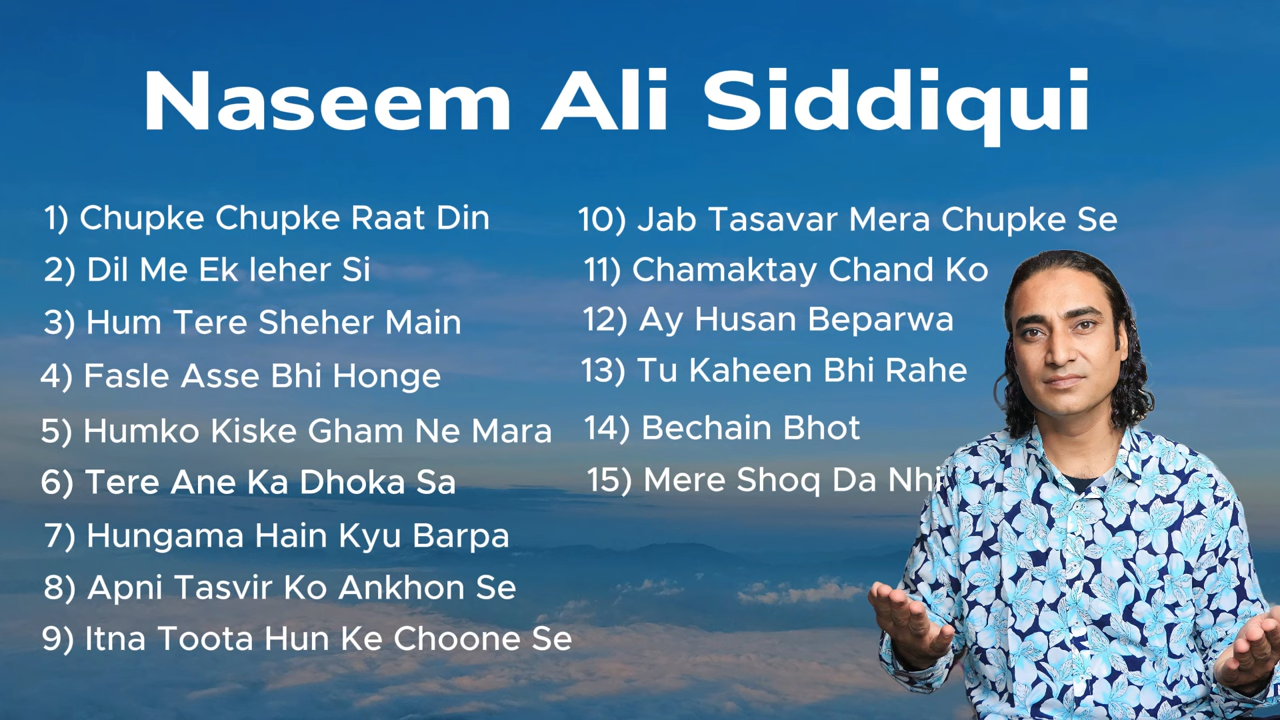 Naseem Ali Siddiqui
1) Chupke Chupke Raat Din
2) Dil Me Ek leher Si
3) Hum Tere Sheher Main
4) Fasle Asse Bhi Honge
5) Humko Kiske Gham Ne Mara
6) Tere Ane Ka Dhoka Sa
7) Hungama Hain Kyu Barpa
8) Apni Tasvir Ko Ankhon Se
9) Itna Toota Hun Ke Choone Se
10) Jab Tasavar Mera Chupke Se
11) Chamaktay Chand Ko
12) Ay Husan Beparwa
13) Tu Kaheen Bhi Rahe
14) Bechain Bhot
15) Mere Shoq Da Nhi